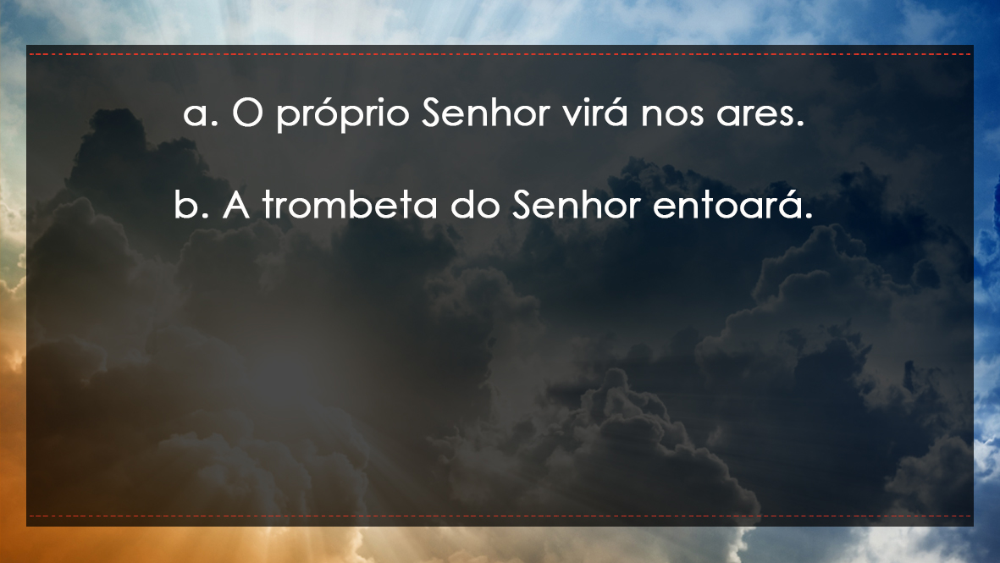 a. O próprio Senhor virá nos ares.
b. A trombeta do Senhor entoará.